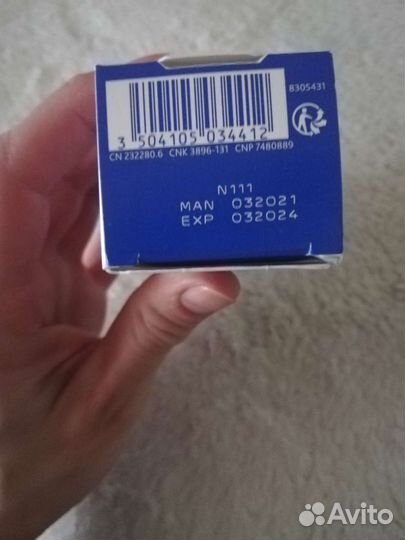 8305431
3 504105 034412
CN 232280.6 CNK 3896-131 CNP 7480889
N111
MAN 032021
EXP 032024
Avito